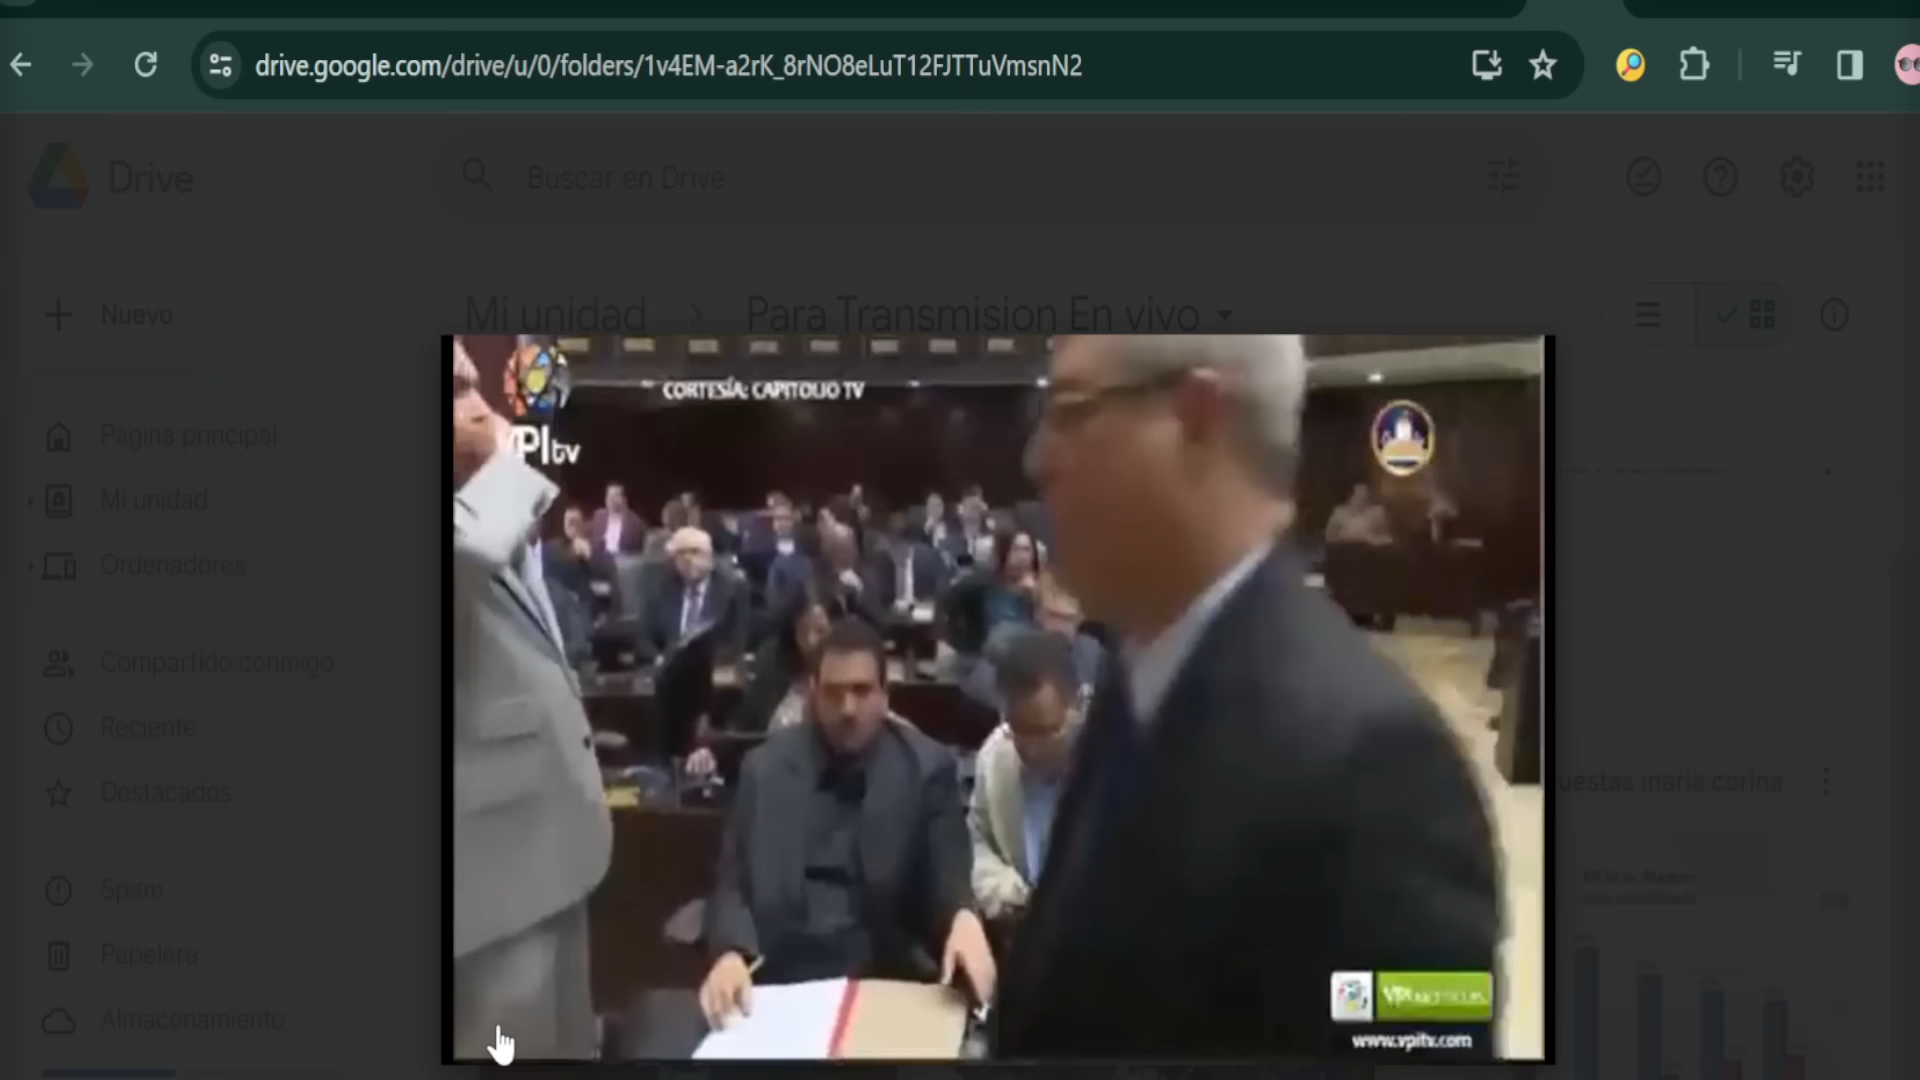 drive.google.com/drive/u/0/folders/1v4EM-a2rK_8rNO8eLuT12FJTTuVmsnN2
Drive
Buscar en Drive
Nuevo
Mi unidad > Para Transmision En vivo
CORTESÍA: CAPITOLIO TV
VPItv
Pagina principal
Mi unidad
Ordenadores
Compartido conmigo
Reciente
Destacados
uestas maria corina
Spam
Papelera
Almacenamiento
www.vpitv.com